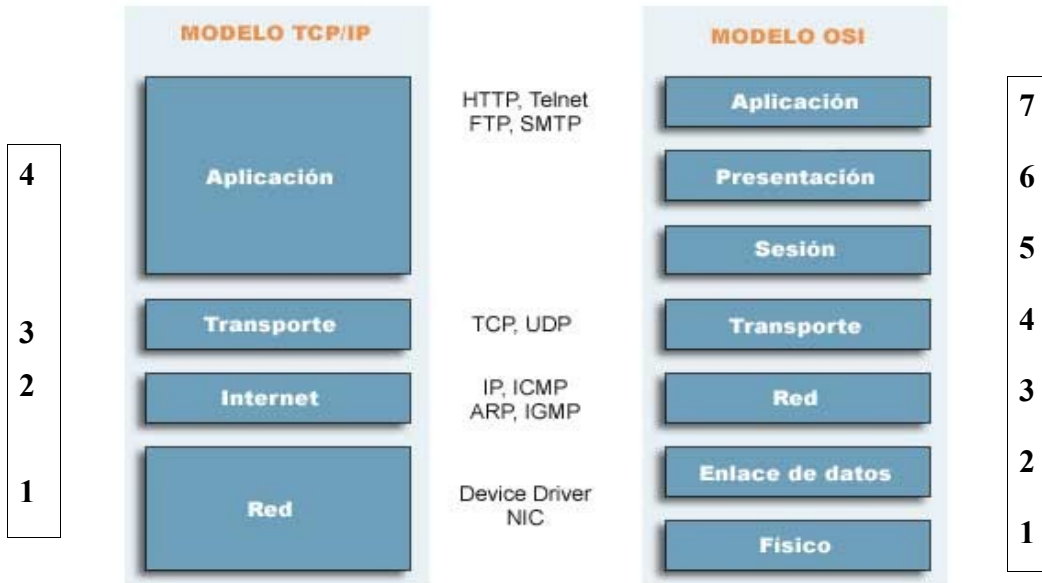 MODELO TCP/IP
MODELO OSI
4
3
2
1
Aplicación
Transporte
Internet
Red
HTTP, Telnet
FTP, SMTP
TCP, UDP
IP, ICMP
ARP, IGMP
Device Driver
NIC
Aplicación
Presentación
Sesión
Transporte
Red
Enlace de datos
Físico
7
6
5
4
3
2
1